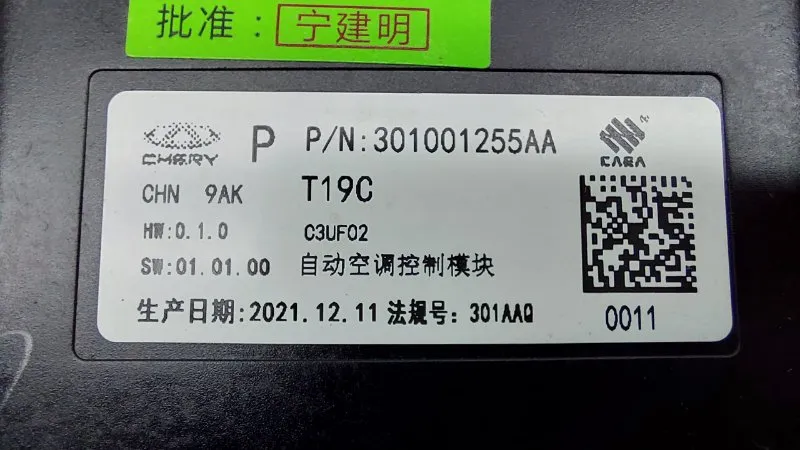 批准：宁建明
CHERY P P/N:301001255AA CAEA
CHN 9AK T19C
HW:0.1.0 C3UF02
SW:01.01.00 自动空调控制模块
生产日期:2021.12.11 法规号：301AAQ 0011